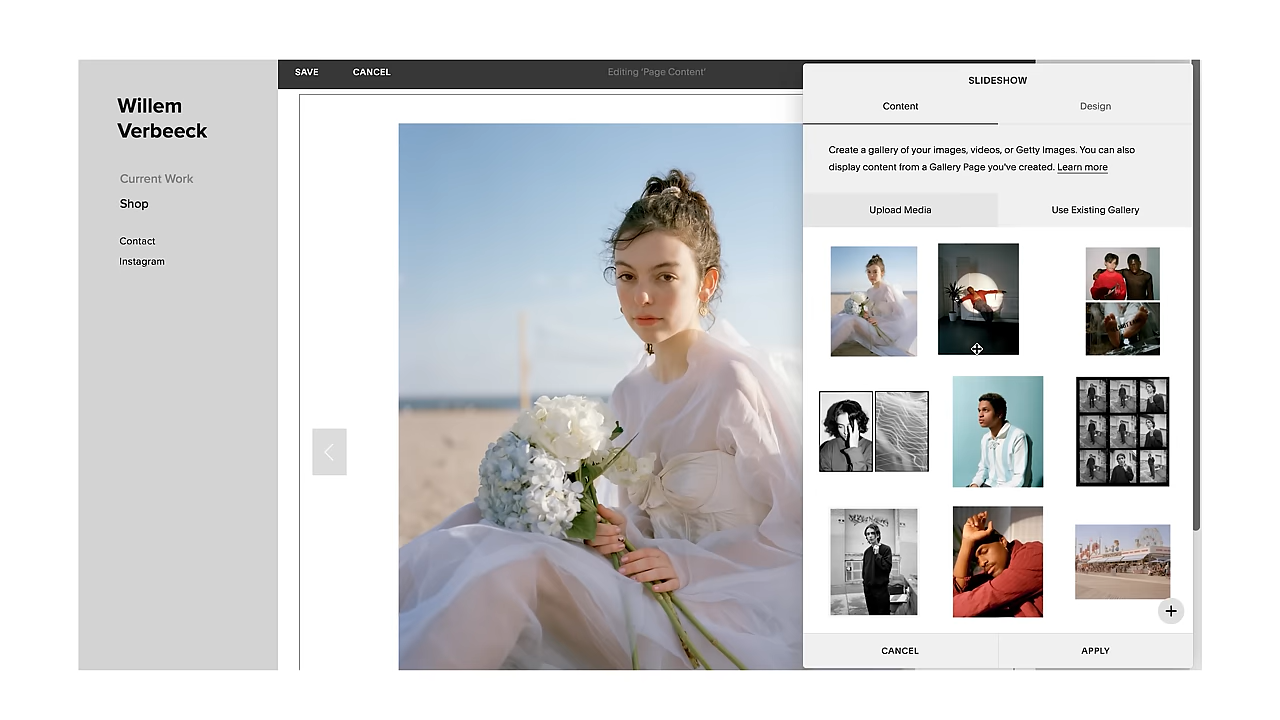 SAVE
CANCEL
Editing 'Page Content'
Willem
Verbeeck
Current Work
Shop
Contact
Instagram
SLIDESHOW
Content
Design
Create a gallery of your images, videos, or Getty Images. You can also
display content from a Gallery Page you've created. Learn more
Upload Media
Use Existing Gallery
CANCEL
APPLY